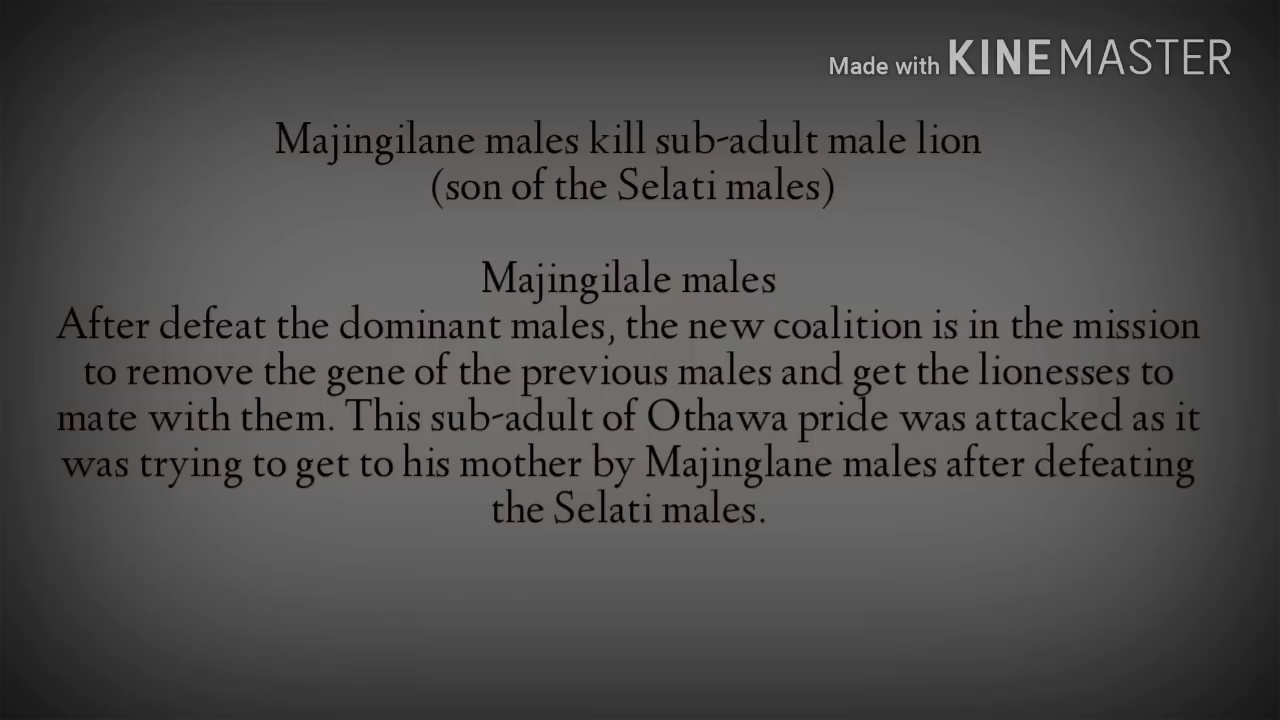 Made with KINEMASTER
Majingilane males kill sub-adult male lion
(son of the Selati males)
Majingilale males
After defeat the dominant males, the new coalition is in the mission
to remove the gene of the previous males and get the lionesses to
mate with them. This sub-adult of Othawa pride was attacked as it
was trying to get to his mother by Majinglane males after defeating
the Selati males.